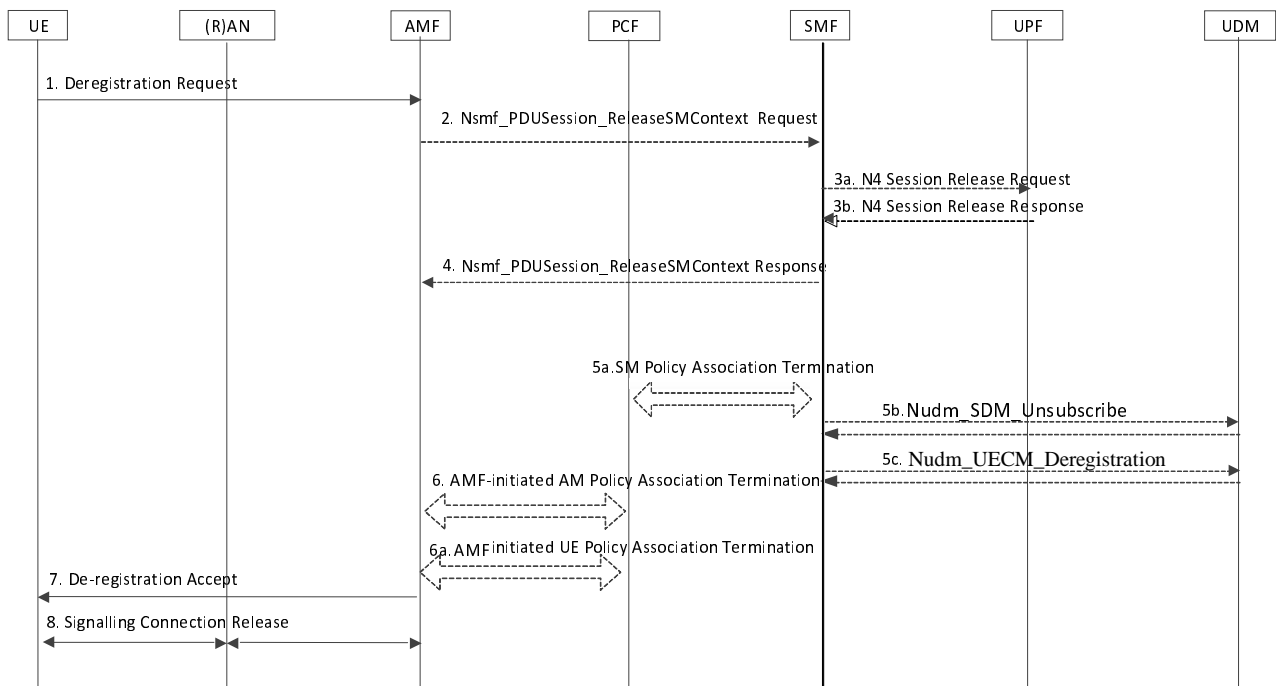 UE
(R)AN
AMF
PCF
SMF
UPF
UDM
1. Deregistration Request
2. Nsmf_PDUSession_ReleaseSMContext Request
3a. N4 Session Release Request
3b. N4 Session Release Response
4. Nsmf_PDUSession_ReleaseSMContext Response
5a.SM Policy Association Termination
5b.Nudm_SDM_Unsubscribe
5c. Nudm_UECM_Deregistration
6. AMF-initiated AM Policy Association Termination
6a.AMF initiated UE Policy Association Termination
7. De-registration Accept
8. Signalling Connection Release